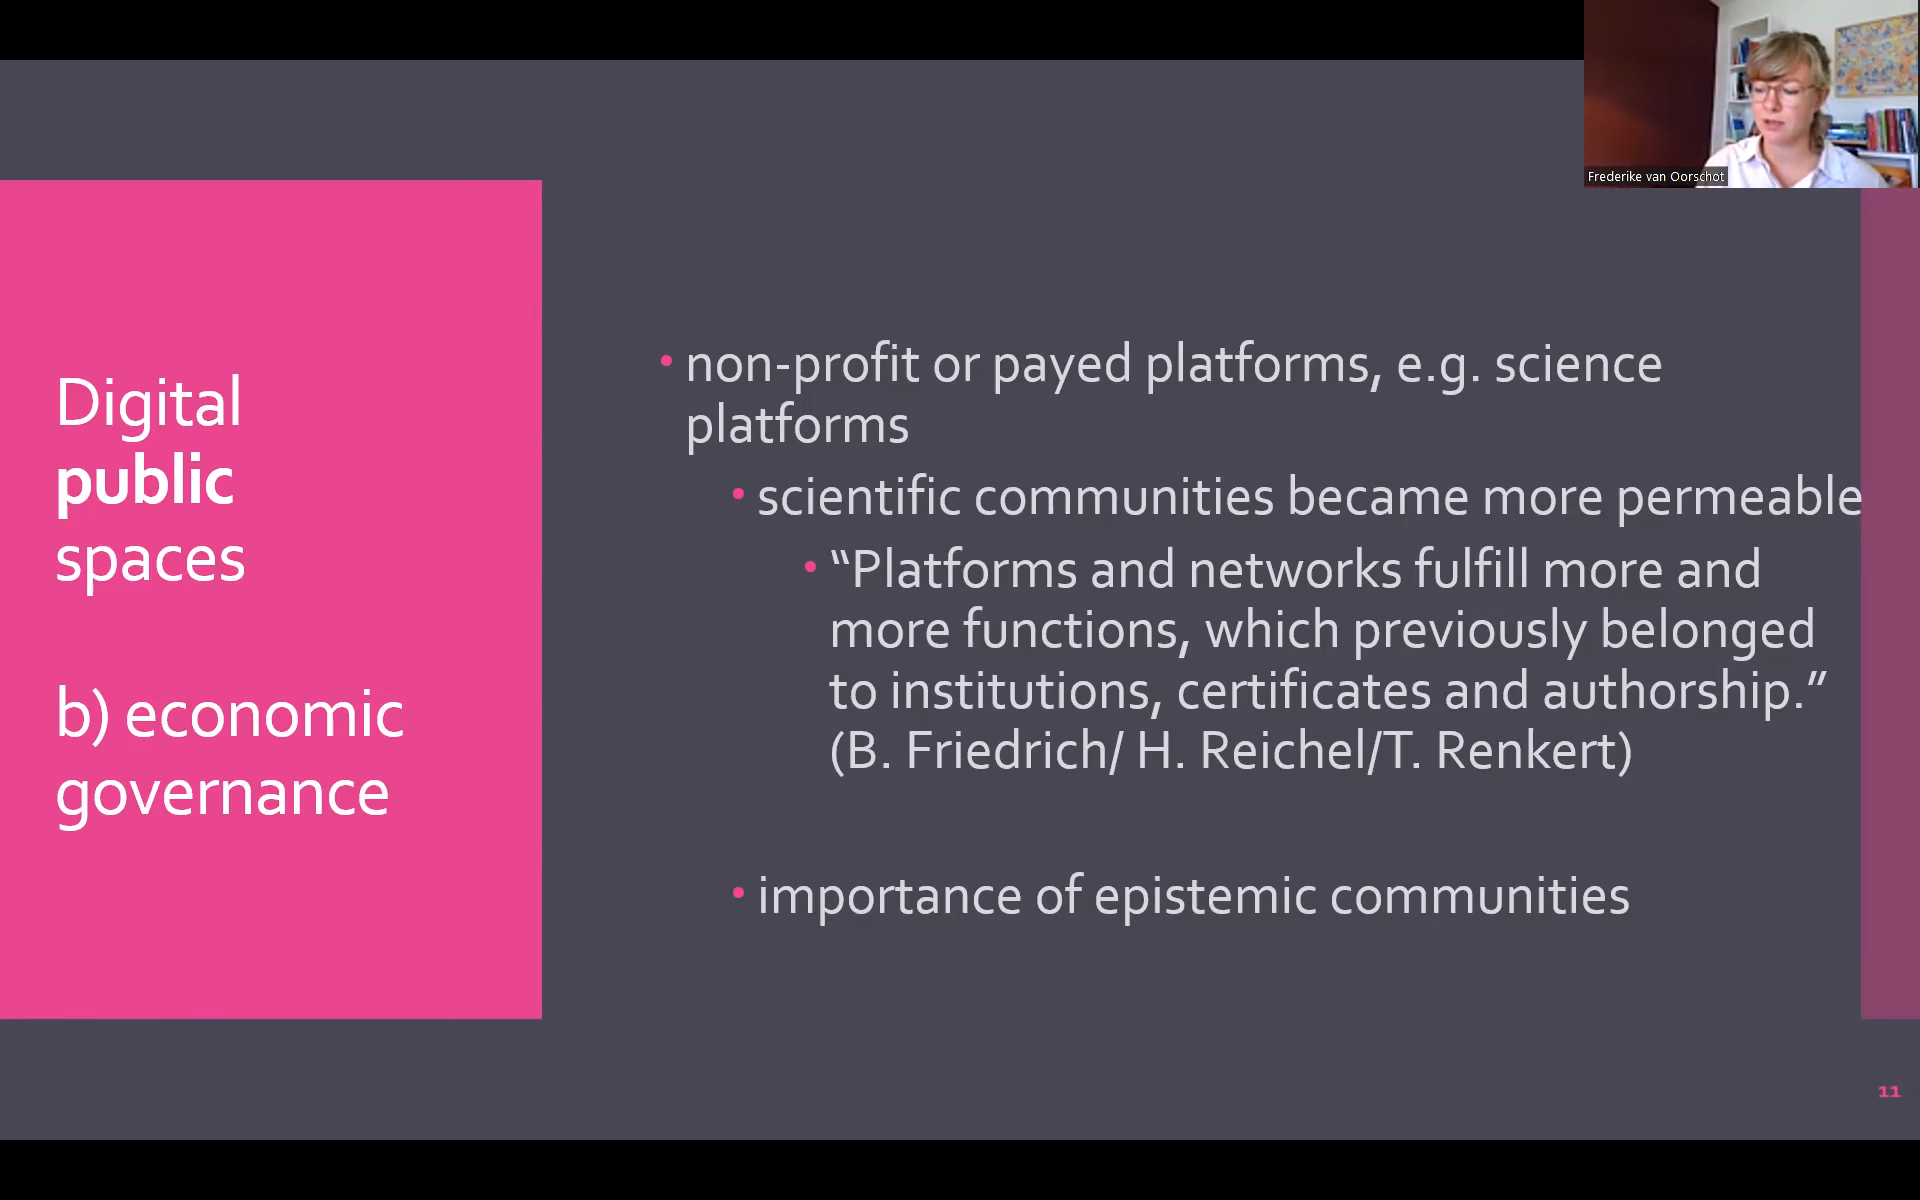 Frederike van Oorschot
Digital
public
spaces
b) economic
governance
• non-profit or payed platforms, e.g. science
platforms
• scientific communities became more permeable
• “Platforms and networks fulfill more and
more functions, which previously belonged
to institutions, certificates and authorship.”
(B. Friedrich/ H. Reichel/T. Renkert)
• importance of epistemic communities
11